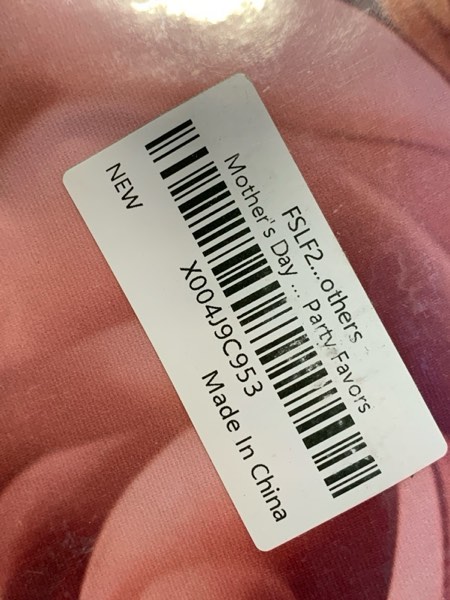 FSLF2...others
Mother's Day ... Party Favors
X004J9C953
NEW
Made In China